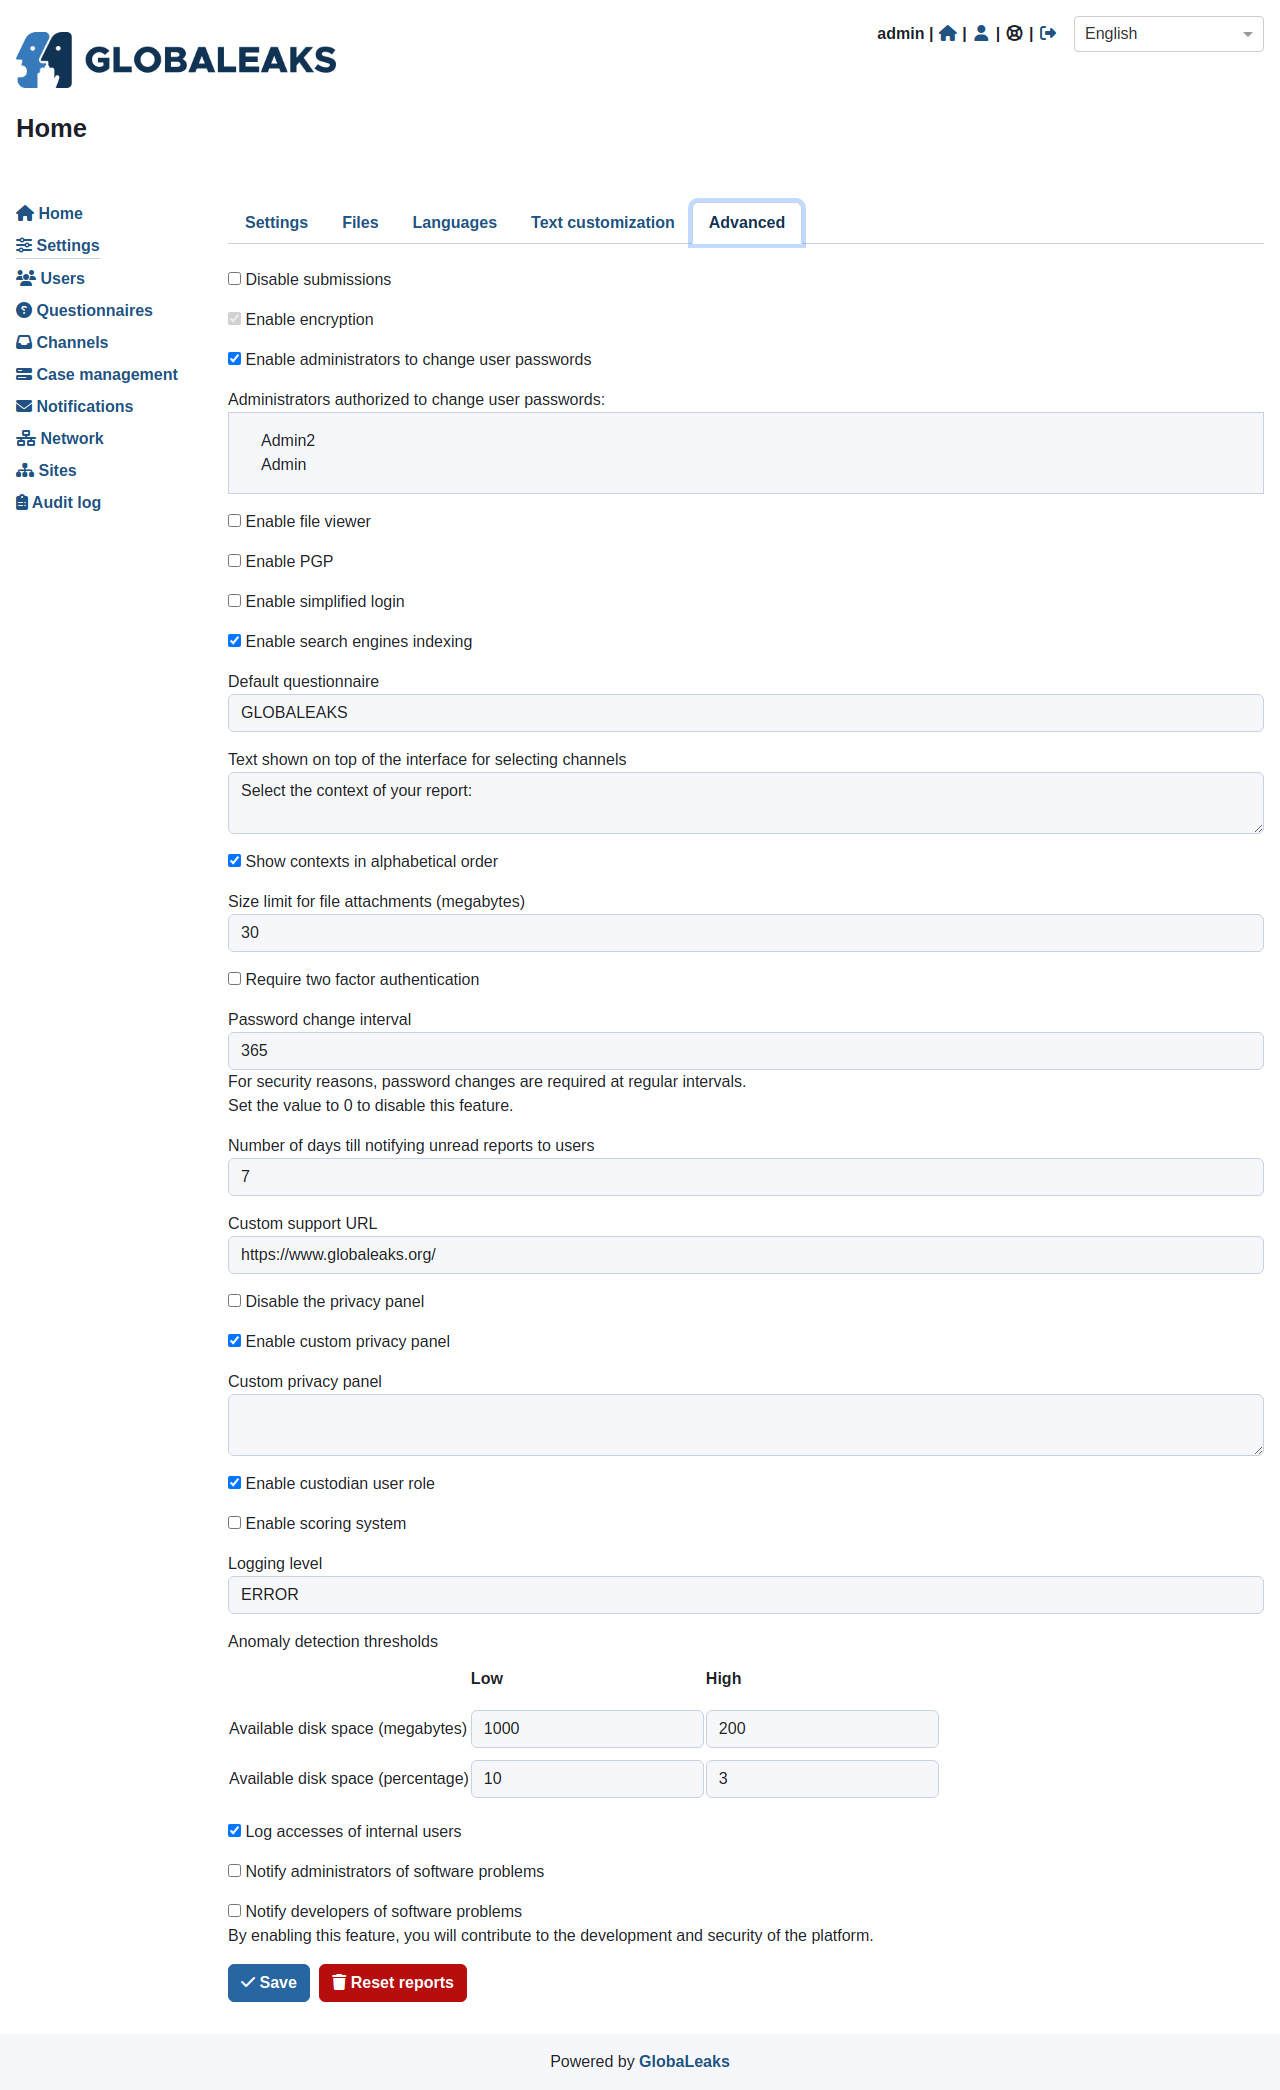 admin | | | |
English
GLOBALEAKS
Home
Home
Settings
Users
Questionnaires
Channels
Case management
Notifications
Network
Sites
Audit log
Settings Files Languages Text customization Advanced
Disable submissions
Enable encryption
Enable administrators to change user passwords
Administrators authorized to change user passwords:
Admin2
Admin
Enable file viewer
Enable PGP
Enable simplified login
Enable search engines indexing
Default questionnaire
GLOBALEAKS
Text shown on top of the interface for selecting channels
Select the context of your report:
Show contexts in alphabetical order
Size limit for file attachments (megabytes)
30
Require two factor authentication
Password change interval
365
For security reasons, password changes are required at regular intervals.
Set the value to 0 to disable this feature.
Number of days till notifying unread reports to users
7
Custom support URL
https://www.globaleaks.org/
Disable the privacy panel
Enable custom privacy panel
Custom privacy panel
Enable custodian user role
Enable scoring system
Logging level
ERROR
Anomaly detection thresholds
Low High
Available disk space (megabytes) 1000 200
Available disk space (percentage) 10 3
Log accesses of internal users
Notify administrators of software problems
Notify developers of software problems
By enabling this feature, you will contribute to the development and security of the platform.
Save Reset reports
Powered by GlobaLeaks